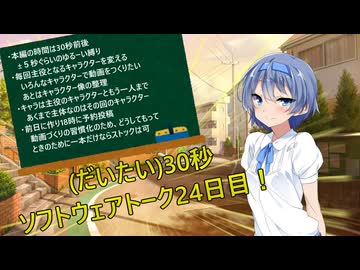 ・本編の時間は30秒前後
±5秒ぐらいのゆるーい縛り
・毎回主役となるキャラクターを変える
いろんなキャラクターで動画をつくりたい
あとはキャラクター像の整理
・キャラは主役のキャラクターともう一人まで
あくまで主体なのはその回のキャラクター
・前日に作り18時に予約投稿
動画づくりの習慣化のため、どうしてもって
ときのために一本だけならストック可
(だいたい)30秒
ソフトウェアトーク24日目！